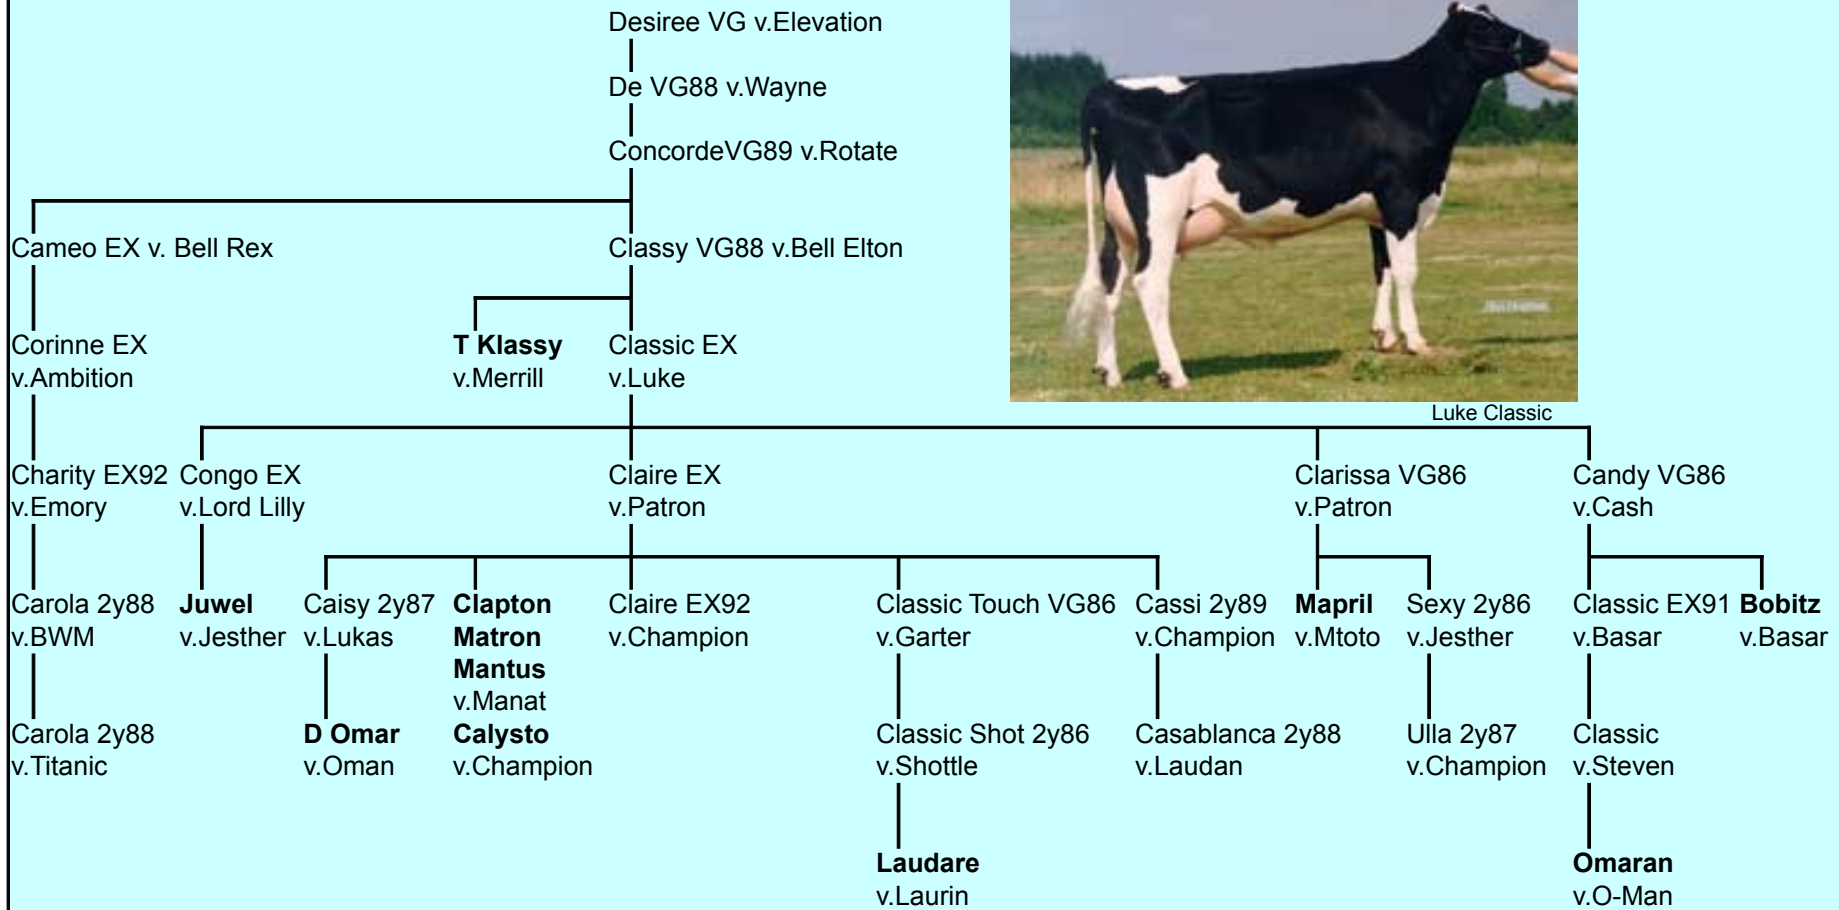 Desiree VG v.Elevation
De VG88 v.Wayne
ConcordeVG89 v.Rotate
Cameo EX v. Bell Rex
Classy VG88 v.Bell Elton
T Klassy
v.Merrill
Classic EX
v.Luke
Corinne EX
v.Ambition
Luke Classic
Charity EX92
v.Emory
Congo EX
v.Lord Lilly
Claire EX
v.Patron
Clarissa VG86
v.Patron
Candy VG86
v.Cash
Carola 2y88
v.BWM
Juwel
v.Jesther
Caisy 2y87
v.Lukas
Clapton
Matron
Mantus
v.Manat
Calysto
v.Champion
Claire EX92
v.Champion
Classic Touch VG86
v.Garter
Cassi 2y89
v.Champion
Mapril
v.Mtoto
Sexy 2y86
v.Jesther
Classic EX91
v.Basar
Bobitz
v.Basar
Carola 2y88
v.Titanic
D Omar
v.Oman
Classic Shot 2y86
v.Shottle
Casablanca 2y88
v.Laudan
Ulla 2y87
v.Champion
Classic
v.Steven
Laudare
v.Laurin
Omaran
v.O-Man